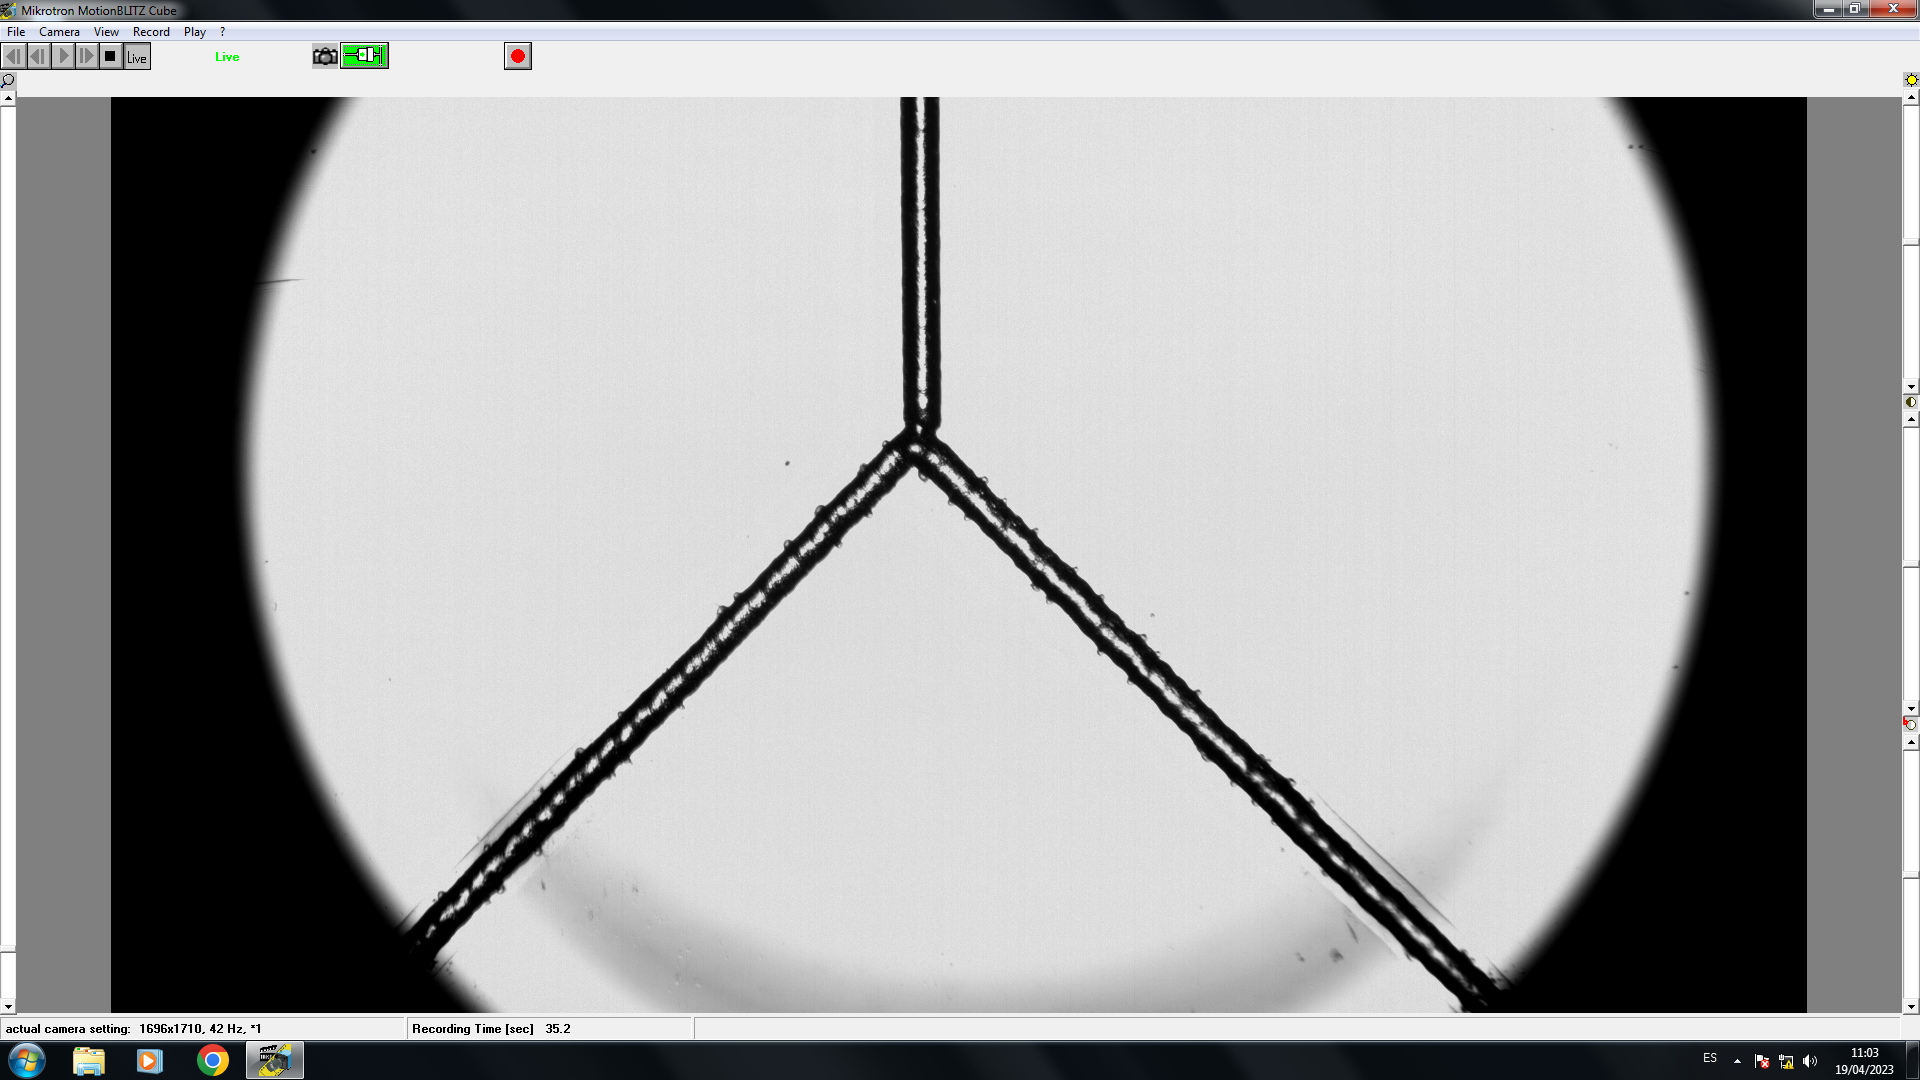 Mikrotron MotionBLITZ Cube
File Camera View Record Play ?
Live Live
actual camera setting: 1696x1710, 42 Hz, *1 Recording Time [sec] 35.2
ES
11:03
19/04/2023